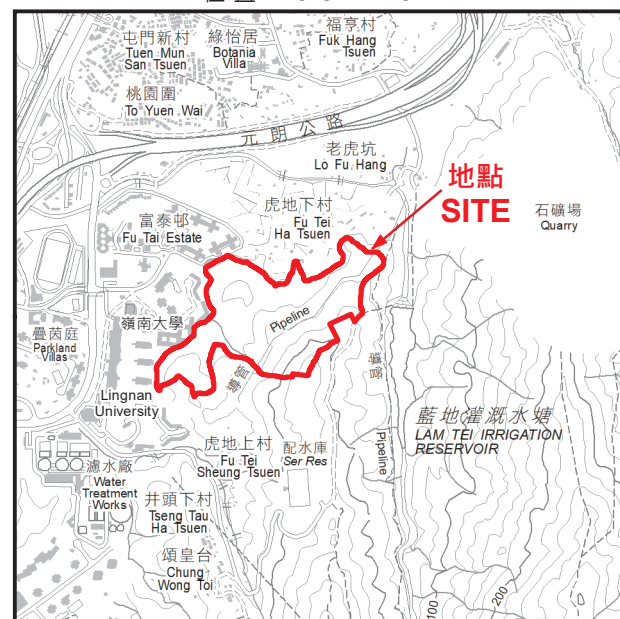 屯門新村
Tuen Mun
San Tsuen
綠怡居
Botania
Villa
福亨村
Fuk Hang
Tsuen
桃園圍
To Yuen Wai
元朗公路
老虎坑
Lo Fu Hang
地點
SITE
石礦場
Quarry
虎地下村
Fu Tei
Ha Tsuen
富泰邨
Fu Tai Estate
Pipeline
嶺南大學
疊茵庭
Parkland
Villas
導管
導管
Lingnan
University
藍地灌溉水塘
LAM TEI IRRIGATION
RESERVOIR
虎地上村
Fu Tei
Sheung Tsuen
配水庫
Ser Res
Pipeline
濾水廠
Water
Treatment
Works
井頭下村
Tseng Tau
Ha Tsuen
頌皇台
Chung
Wong Toi
100
200